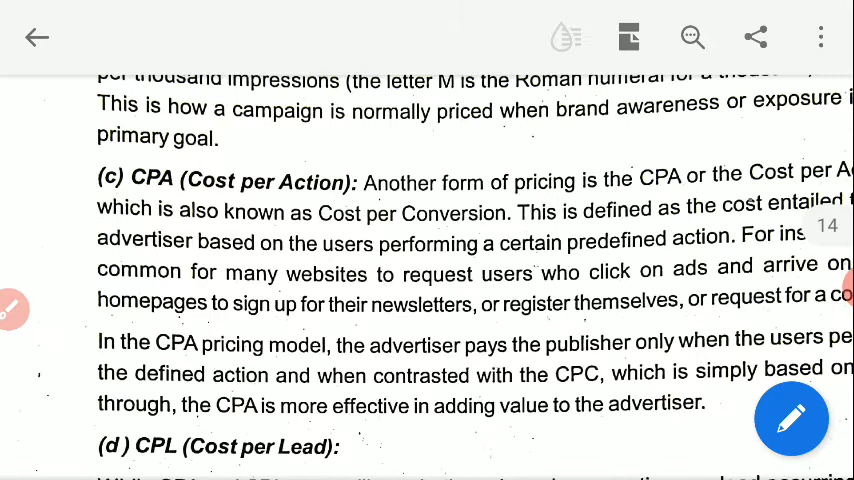 per thousand impressions (the letter M is the Roman numeral for a
This is how a campaign is normally priced when brand awareness or exposure i
primary goal.
(c) CPA (Cost per Action): Another form of pricing is the CPA or the Cost per A
which is also known as Cost per Conversion. This is defined as the cost entailed
advertiser based on the users performing a certain predefined action. For ins
14
common for many websites to request users who click on ads and arrive on
homepages to sign up for their newsletters, or register themselves, or request for a co
In the CPA pricing model, the advertiser pays the publisher only when the users pe
the defined action and when contrasted with the CPC, which is simply based on
through, the CPA is more effective in adding value to the advertiser.
(d) CPL (Cost per Lead):